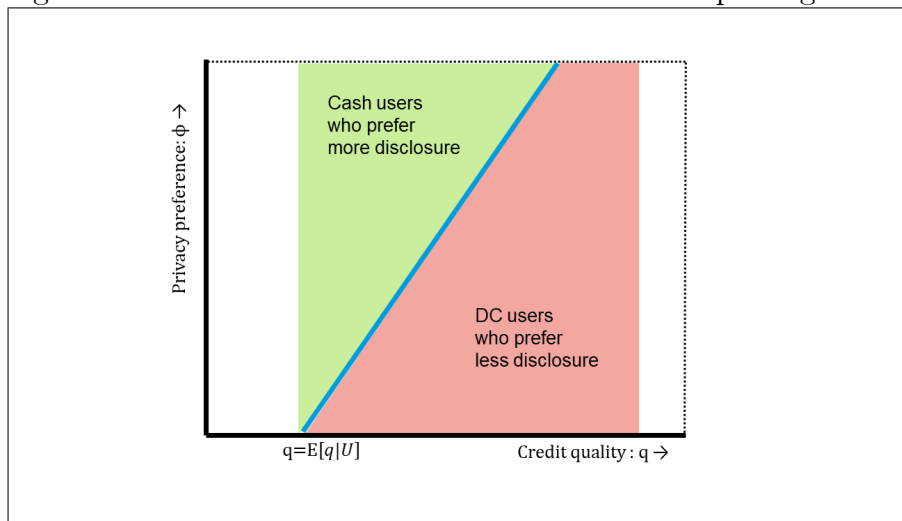 Cash users
who prefer
more disclosure
Privacy preference: ϕ →
DC users
who prefer
less disclosure
q=E[q|U]
Credit quality : q →